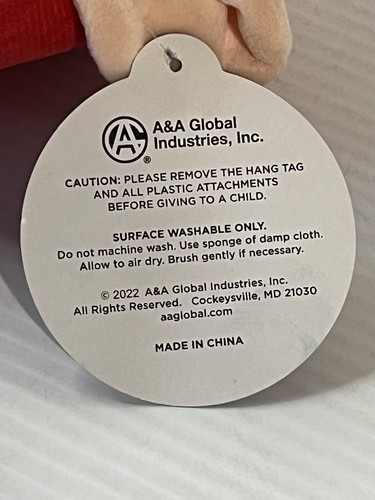 A&A Global
Industries, Inc.
®
CAUTION: PLEASE REMOVE THE HANG TAG
AND ALL PLASTIC ATTACHMENTS
BEFORE GIVING TO A CHILD.
SURFACE WASHABLE ONLY.
Do not machine wash. Use sponge of damp cloth.
Allow to air dry. Brush gently if necessary.
© 2022 A&A Global Industries, Inc.
All Rights Reserved. Cockeysville, MD 21030
aaglobal.com
MADE IN CHINA